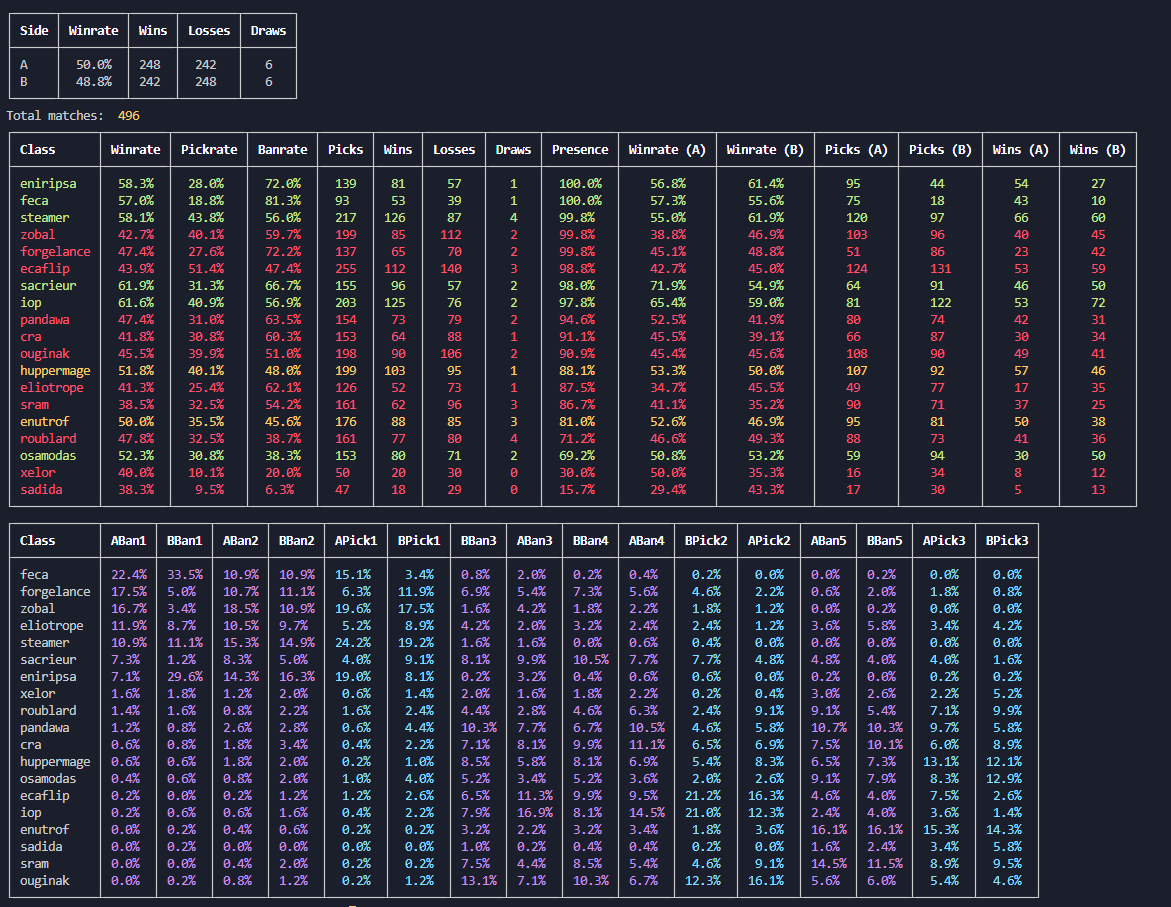 Side Winrate Wins Losses Draws
A 50.0% 248 242 6
B 48.8% 242 248 6
Total matches: 496
Class Winrate Pickrate Banrate Picks Wins Losses Draws Presence Winrate (A) Winrate (B) Picks (A) Picks (B) Wins (A) Wins (B)
eniripsa 58.3% 28.0% 72.0% 139 81 57 1 100.0% 56.8% 61.4% 95 44 54 27
feca 57.0% 18.8% 81.3% 93 53 39 1 100.0% 57.3% 55.6% 75 18 43 10
steamer 58.1% 43.8% 56.0% 217 126 87 4 99.8% 55.0% 61.9% 120 97 66 60
zobal 42.7% 40.1% 59.7% 199 85 112 2 99.8% 38.8% 46.9% 103 96 40 45
forgelance 47.4% 27.6% 72.2% 137 65 70 2 99.8% 45.1% 48.8% 51 86 23 42
ecaflip 43.9% 51.4% 47.4% 255 112 140 3 98.8% 42.7% 45.0% 124 131 53 59
sacrieur 61.9% 31.3% 66.7% 155 96 57 2 98.0% 71.9% 54.9% 64 91 46 50
iop 61.6% 40.9% 56.9% 203 125 76 2 97.8% 65.4% 59.0% 81 122 53 72
pandawa 47.4% 31.0% 63.5% 154 73 79 2 94.6% 52.5% 41.9% 80 74 42 31
cra 41.8% 30.8% 60.3% 153 64 88 1 91.1% 45.5% 39.1% 66 87 30 34
ouginak 45.5% 39.9% 51.0% 198 90 106 2 90.9% 45.4% 45.6% 108 90 49 41
huppermage 51.8% 40.1% 48.0% 199 103 95 1 88.1% 53.3% 50.0% 107 92 57 46
eliotrope 41.3% 25.4% 62.1% 126 52 73 1 87.5% 34.7% 45.5% 49 77 17 35
sram 38.5% 32.5% 54.2% 161 62 96 3 86.7% 41.1% 35.2% 90 71 37 25
enutrof 50.0% 35.5% 45.6% 176 88 85 3 81.0% 52.6% 46.9% 95 81 50 38
roublard 47.8% 32.5% 38.7% 161 77 80 4 71.2% 46.6% 49.3% 88 73 41 36
osamodas 52.3% 30.8% 38.3% 153 80 71 2 69.2% 50.8% 53.2% 59 94 30 50
xelor 40.0% 10.1% 20.0% 50 20 30 0 30.0% 50.0% 35.3% 16 34 8 12
sadida 38.3% 9.5% 6.3% 47 18 29 0 15.7% 29.4% 43.3% 17 30 5 13
Class ABan1 BBan1 ABan2 BBan2 APick1 BPick1 BBan3 ABan3 BBan4 ABan4 BPick2 APick2 ABan5 BBan5 APick3 BPick3
feca 22.4% 33.5% 10.9% 10.9% 15.1% 3.4% 0.8% 2.0% 0.2% 0.4% 0.2% 0.0% 0.0% 0.2% 0.0% 0.0%
forgelance 17.5% 5.0% 10.7% 11.1% 6.3% 11.9% 6.9% 5.4% 7.3% 5.6% 4.6% 2.2% 0.6% 2.0% 1.8% 0.8%
zobal 16.7% 3.4% 18.5% 10.9% 19.6% 17.5% 1.6% 4.2% 1.8% 2.2% 1.8% 1.2% 0.0% 0.2% 0.0% 0.0%
eliotrope 11.9% 8.7% 10.5% 9.7% 5.2% 8.9% 4.2% 2.0% 3.2% 2.4% 2.4% 1.2% 3.6% 5.8% 3.4% 4.2%
steamer 10.9% 11.1% 15.3% 14.9% 24.2% 19.2% 1.6% 1.6% 0.0% 0.6% 0.4% 0.0% 0.0% 0.0% 0.0% 0.0%
sacrieur 7.3% 1.2% 8.3% 5.0% 4.0% 9.1% 8.1% 9.9% 10.5% 7.7% 7.7% 4.8% 4.8% 4.0% 4.0% 1.6%
eniripsa 7.1% 29.6% 14.3% 16.3% 19.0% 8.1% 0.2% 3.2% 0.4% 0.6% 0.6% 0.0% 0.2% 0.0% 0.2% 0.2%
xelor 1.6% 1.8% 1.2% 2.0% 0.6% 1.4% 2.0% 1.6% 1.8% 2.2% 0.2% 0.4% 3.0% 2.6% 2.2% 5.2%
roublard 1.4% 1.6% 0.8% 2.2% 1.6% 2.4% 4.4% 2.8% 4.6% 6.3% 2.4% 9.1% 9.1% 5.4% 7.1% 9.9%
pandawa 1.2% 0.8% 2.6% 2.8% 0.6% 4.4% 10.3% 7.7% 6.7% 10.5% 4.6% 5.8% 10.7% 10.3% 9.7% 5.8%
cra 0.6% 0.8% 1.8% 3.4% 0.4% 2.2% 7.1% 8.1% 9.9% 11.1% 6.5% 6.9% 7.5% 10.1% 6.0% 8.9%
huppermage 0.6% 0.6% 1.8% 2.0% 0.2% 1.0% 8.5% 5.8% 8.1% 6.9% 5.4% 8.3% 6.5% 7.3% 13.1% 12.1%
osamodas 0.4% 0.6% 0.8% 2.0% 1.0% 4.0% 5.2% 3.4% 5.2% 3.6% 2.0% 2.6% 9.1% 7.9% 8.3% 12.9%
ecaflip 0.2% 0.0% 0.2% 1.2% 1.2% 2.6% 6.5% 11.3% 9.9% 9.5% 21.2% 16.3% 4.6% 4.0% 7.5% 2.6%
iop 0.2% 0.6% 0.6% 1.6% 0.4% 2.2% 7.9% 16.9% 8.1% 14.5% 21.0% 12.3% 2.4% 4.0% 3.6% 1.4%
enutrof 0.0% 0.2% 0.4% 0.6% 0.2% 0.2% 3.2% 2.2% 3.2% 3.4% 1.8% 3.6% 16.1% 16.1% 15.3% 14.3%
sadida 0.0% 0.2% 0.0% 0.0% 0.0% 0.0% 1.0% 0.2% 0.4% 0.4% 0.2% 0.0% 1.6% 2.4% 3.4% 5.8%
sram 0.0% 0.0% 0.4% 2.0% 0.2% 0.2% 7.5% 4.4% 8.5% 5.4% 4.6% 9.1% 14.5% 11.5% 8.9% 9.5%
ouginak 0.0% 0.2% 0.8% 1.2% 0.2% 1.2% 13.1% 7.1% 10.3% 6.7% 12.3% 16.1% 5.6% 6.0% 5.4% 4.6%